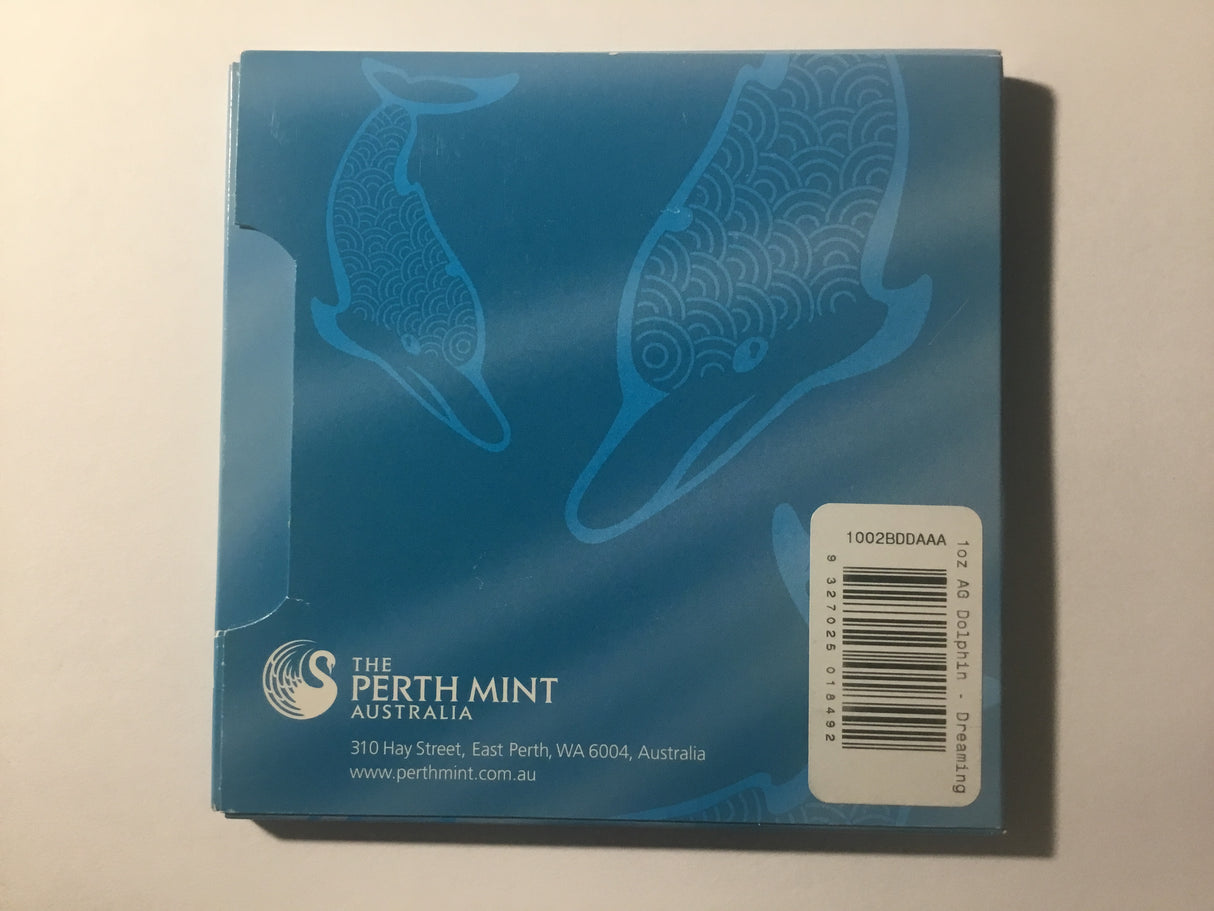 THE
PERTH MINT
AUSTRALIA
310 Hay Street, East Perth, WA 6004, Australia
www.perthmint.com.au
1002BDDAAA
9 327025 018492
1oz AG Dolphin - Dreaming